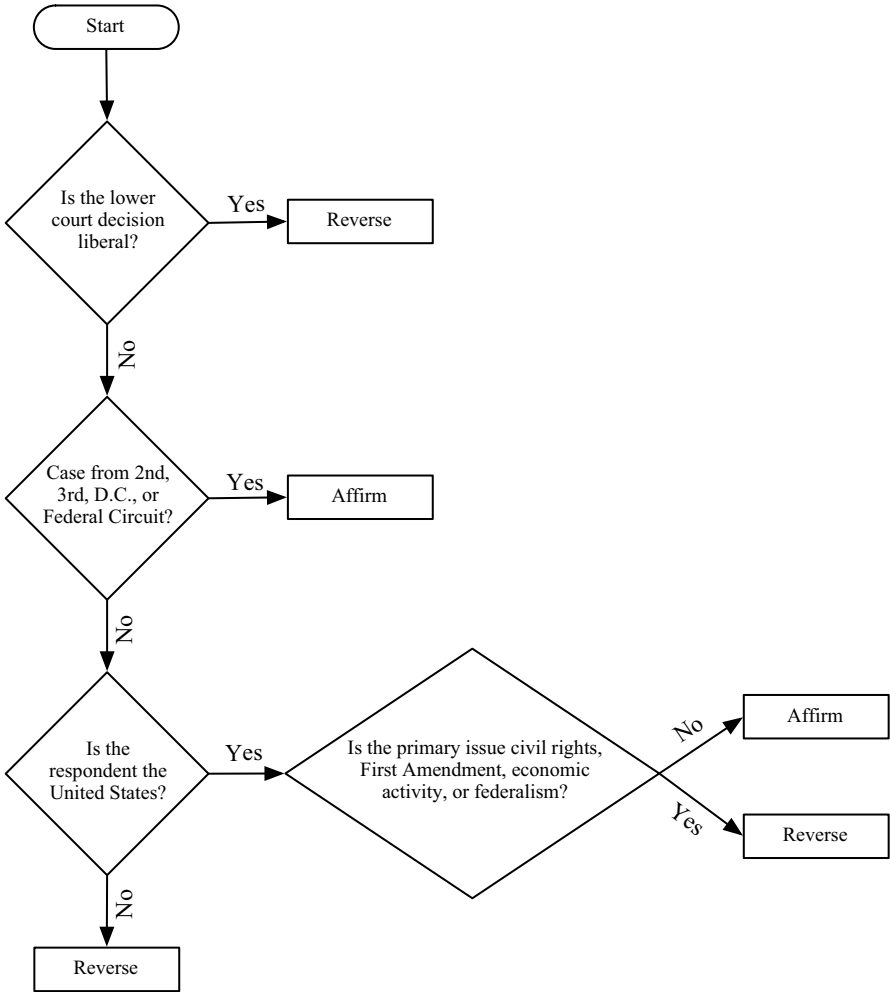 Start
Is the lower
court decision
liberal?
Yes
Reverse
No
Case from 2nd,
3rd, D.C., or
Federal Circuit?
Yes
Affirm
No
Is the
respondent the
United States?
Yes
Is the primary issue civil rights,
First Amendment, economic
activity, or federalism?
No
Affirm
Yes
Reverse
No
Reverse